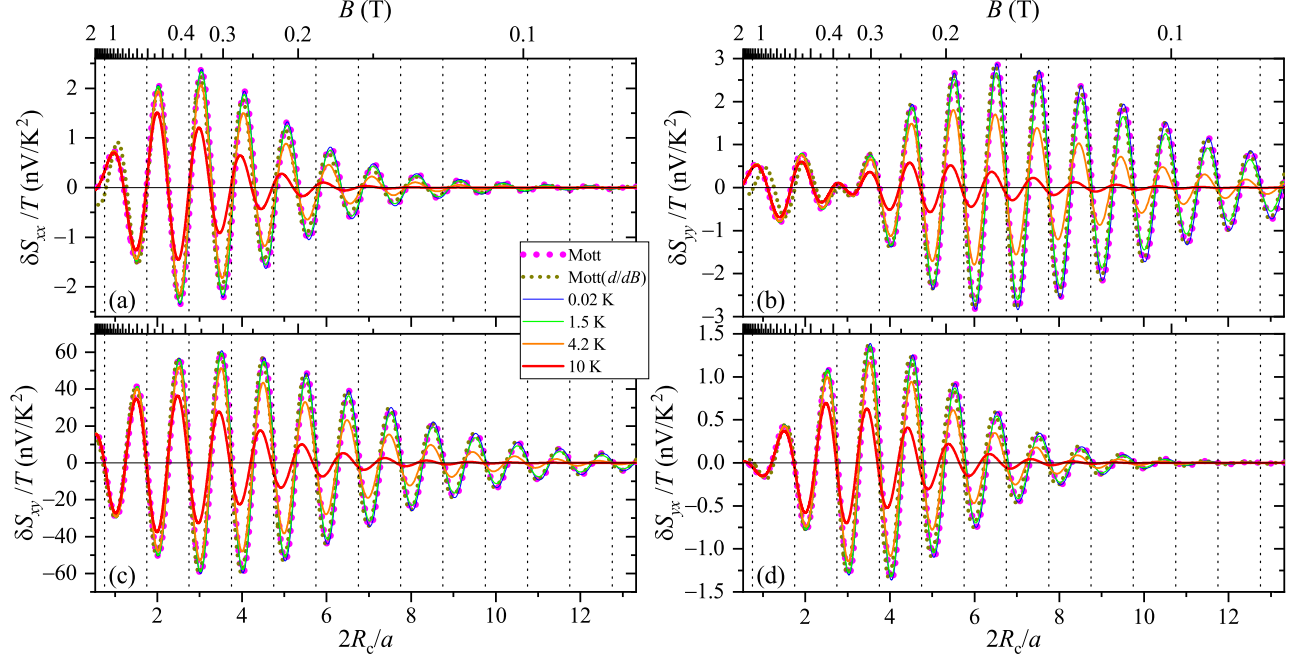 B (T)
2 1 0.4 0.3 0.2 0.1
B (T)
2 1 0.4 0.3 0.2 0.1
δS_xx/T (nV/K²)
2
1
0
−1
−2
(a)
δS_yy/T (nV/K²)
3
2
1
0
−1
−2
−3
(b)
Mott
Mott(d/dB)
0.02 K
1.5 K
4.2 K
10 K
δS_xy/T (nV/K²)
60
40
20
0
−20
−40
−60
(c)
2 4 6 8 10 12
2R_c/a
δS_yx/T (nV/K²)
1.5
1.0
0.5
0.0
−0.5
−1.0
−1.5
(d)
2 4 6 8 10 12
2R_c/a